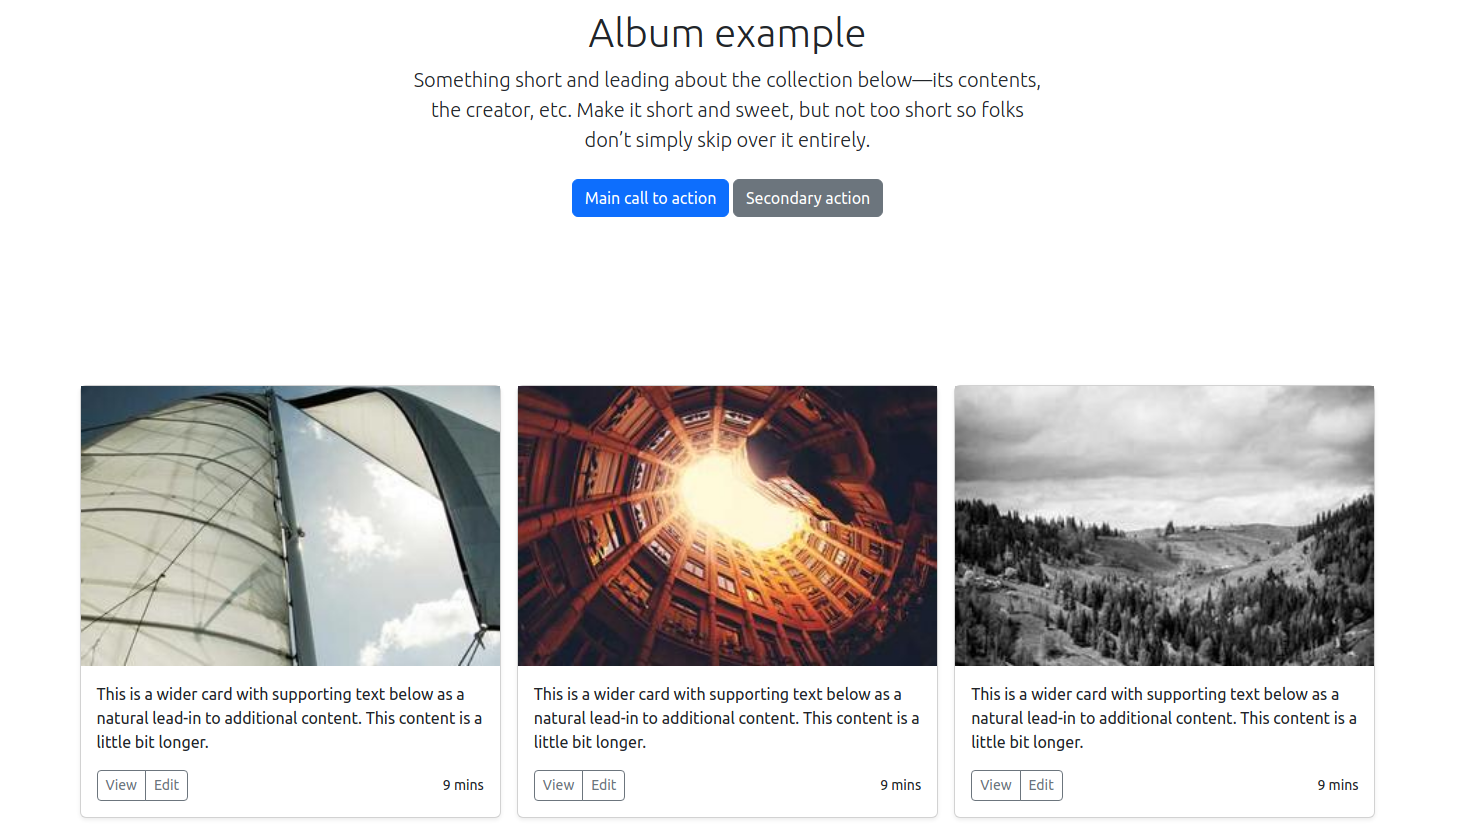 Album example
Something short and leading about the collection below—its contents,
the creator, etc. Make it short and sweet, but not too short so folks
don’t simply skip over it entirely.
Main call to action
Secondary action
This is a wider card with supporting text below as a
natural lead-in to additional content. This content is a
little bit longer.
View
Edit
9 mins
This is a wider card with supporting text below as a
natural lead-in to additional content. This content is a
little bit longer.
View
Edit
9 mins
This is a wider card with supporting text below as a
natural lead-in to additional content. This content is a
little bit longer.
View
Edit
9 mins